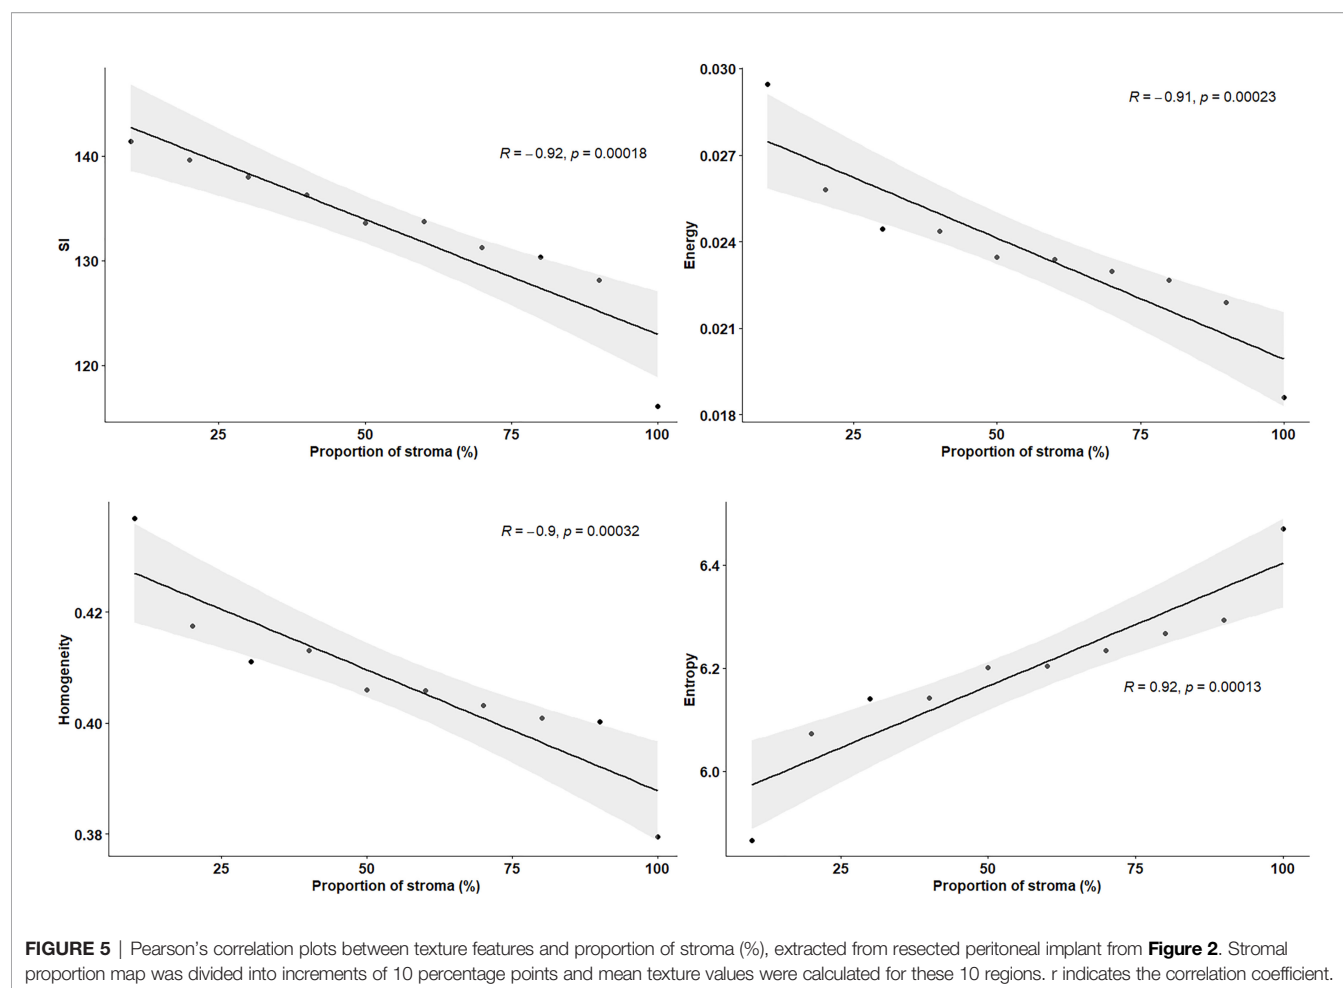 R = −0.92, p = 0.00018
140
130
120
SI
25 50 75 100
Proportion of stroma (%)
R = −0.91, p = 0.00023
0.030
0.027
0.024
0.021
0.018
Energy
25 50 75 100
Proportion of stroma (%)
R = −0.9, p = 0.00032
0.42
0.40
0.38
Homogeneity
25 50 75 100
Proportion of stroma (%)
6.4
6.2
6.0
Entropy
R = 0.92, p = 0.00013
25 50 75 100
Proportion of stroma (%)
FIGURE 5 | Pearson's correlation plots between texture features and proportion of stroma (%), extracted from resected peritoneal implant from Figure 2. Stromal
proportion map was divided into increments of 10 percentage points and mean texture values were calculated for these 10 regions. r indicates the correlation coefficient.